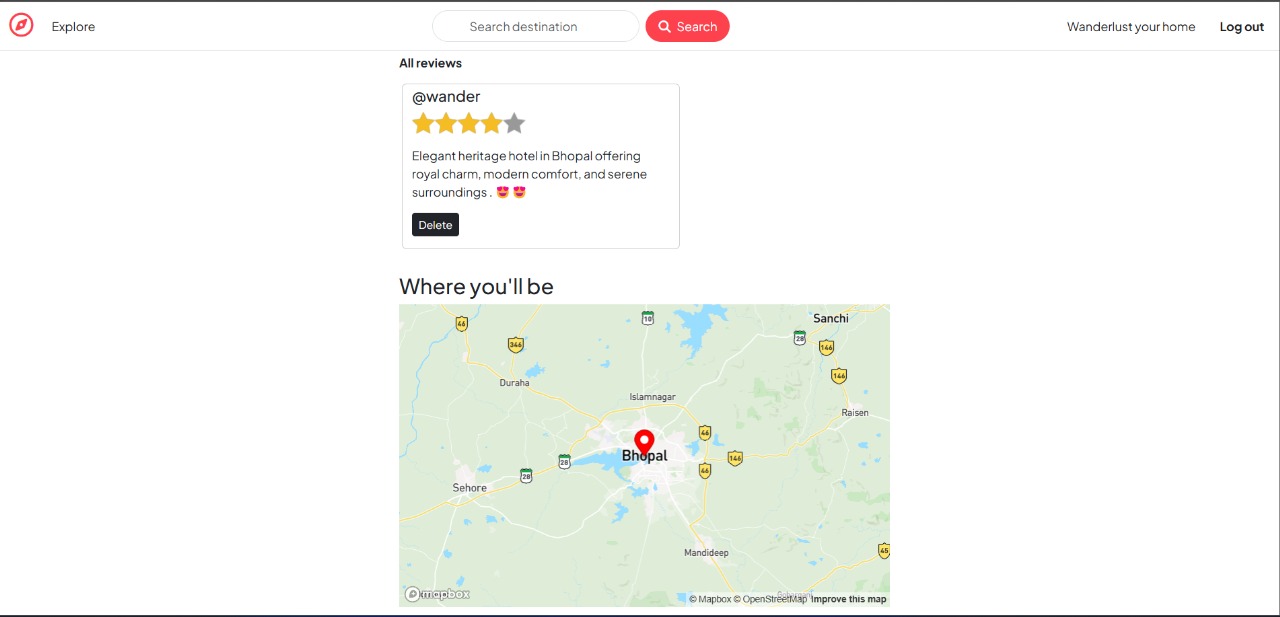 Explore
Search destination
Search
Wanderlust your home
Log out
All reviews
@wander
Elegant heritage hotel in Bhopal offering
royal charm, modern comfort, and serene
surroundings . 😍 😍
Delete
Where you'll be
46
10
Sanchi
28
346
146
146
Duraha
Islamnagar
Raisen
46
Bhopal
146
28
46
28
Sehore
Mandideep
45
mapbox
© Mapbox © OpenStreetMap Improve this map